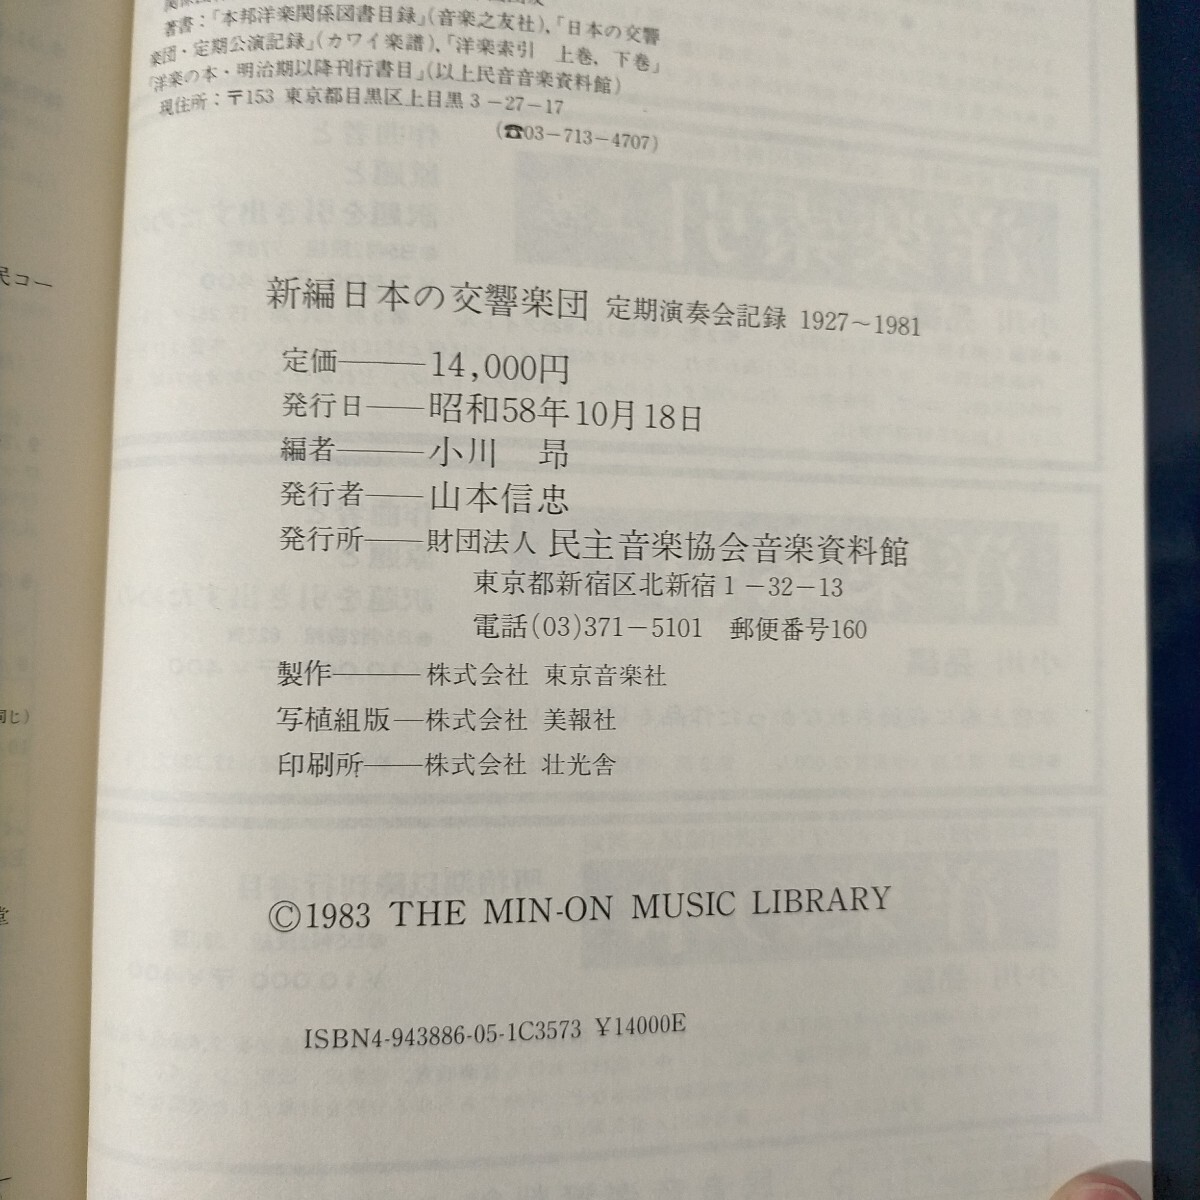 著書:「本邦洋楽関係図書目録」(音楽之友社)、「日本の交響
楽団・定期公演記録」(カワイ楽譜)、「洋楽索引 上巻、下巻」
「洋楽の本・明治期以降刊行書目」(以上民音音楽資料館)
現住所:〒153 東京都目黒区上目黒3-27-17
(☎03-713-4707)
民コー
新編日本の交響楽団 定期演奏会記録 1927〜1981
定価——14,000円
発行日——昭和58年10月18日
編者——小川 昂
発行者——山本信忠
発行所——財団法人 民主音楽協会音楽資料館
東京都新宿区北新宿1-32-13
電話(03)371-5101 郵便番号160
製作——株式会社 東京音楽社
写植組版—株式会社 美報社
印刷所——株式会社 壮光舎
同じ)
堂
©1983 THE MIN-ON MUSIC LIBRARY
ISBN4-943886-05-1C3573 ¥14000E